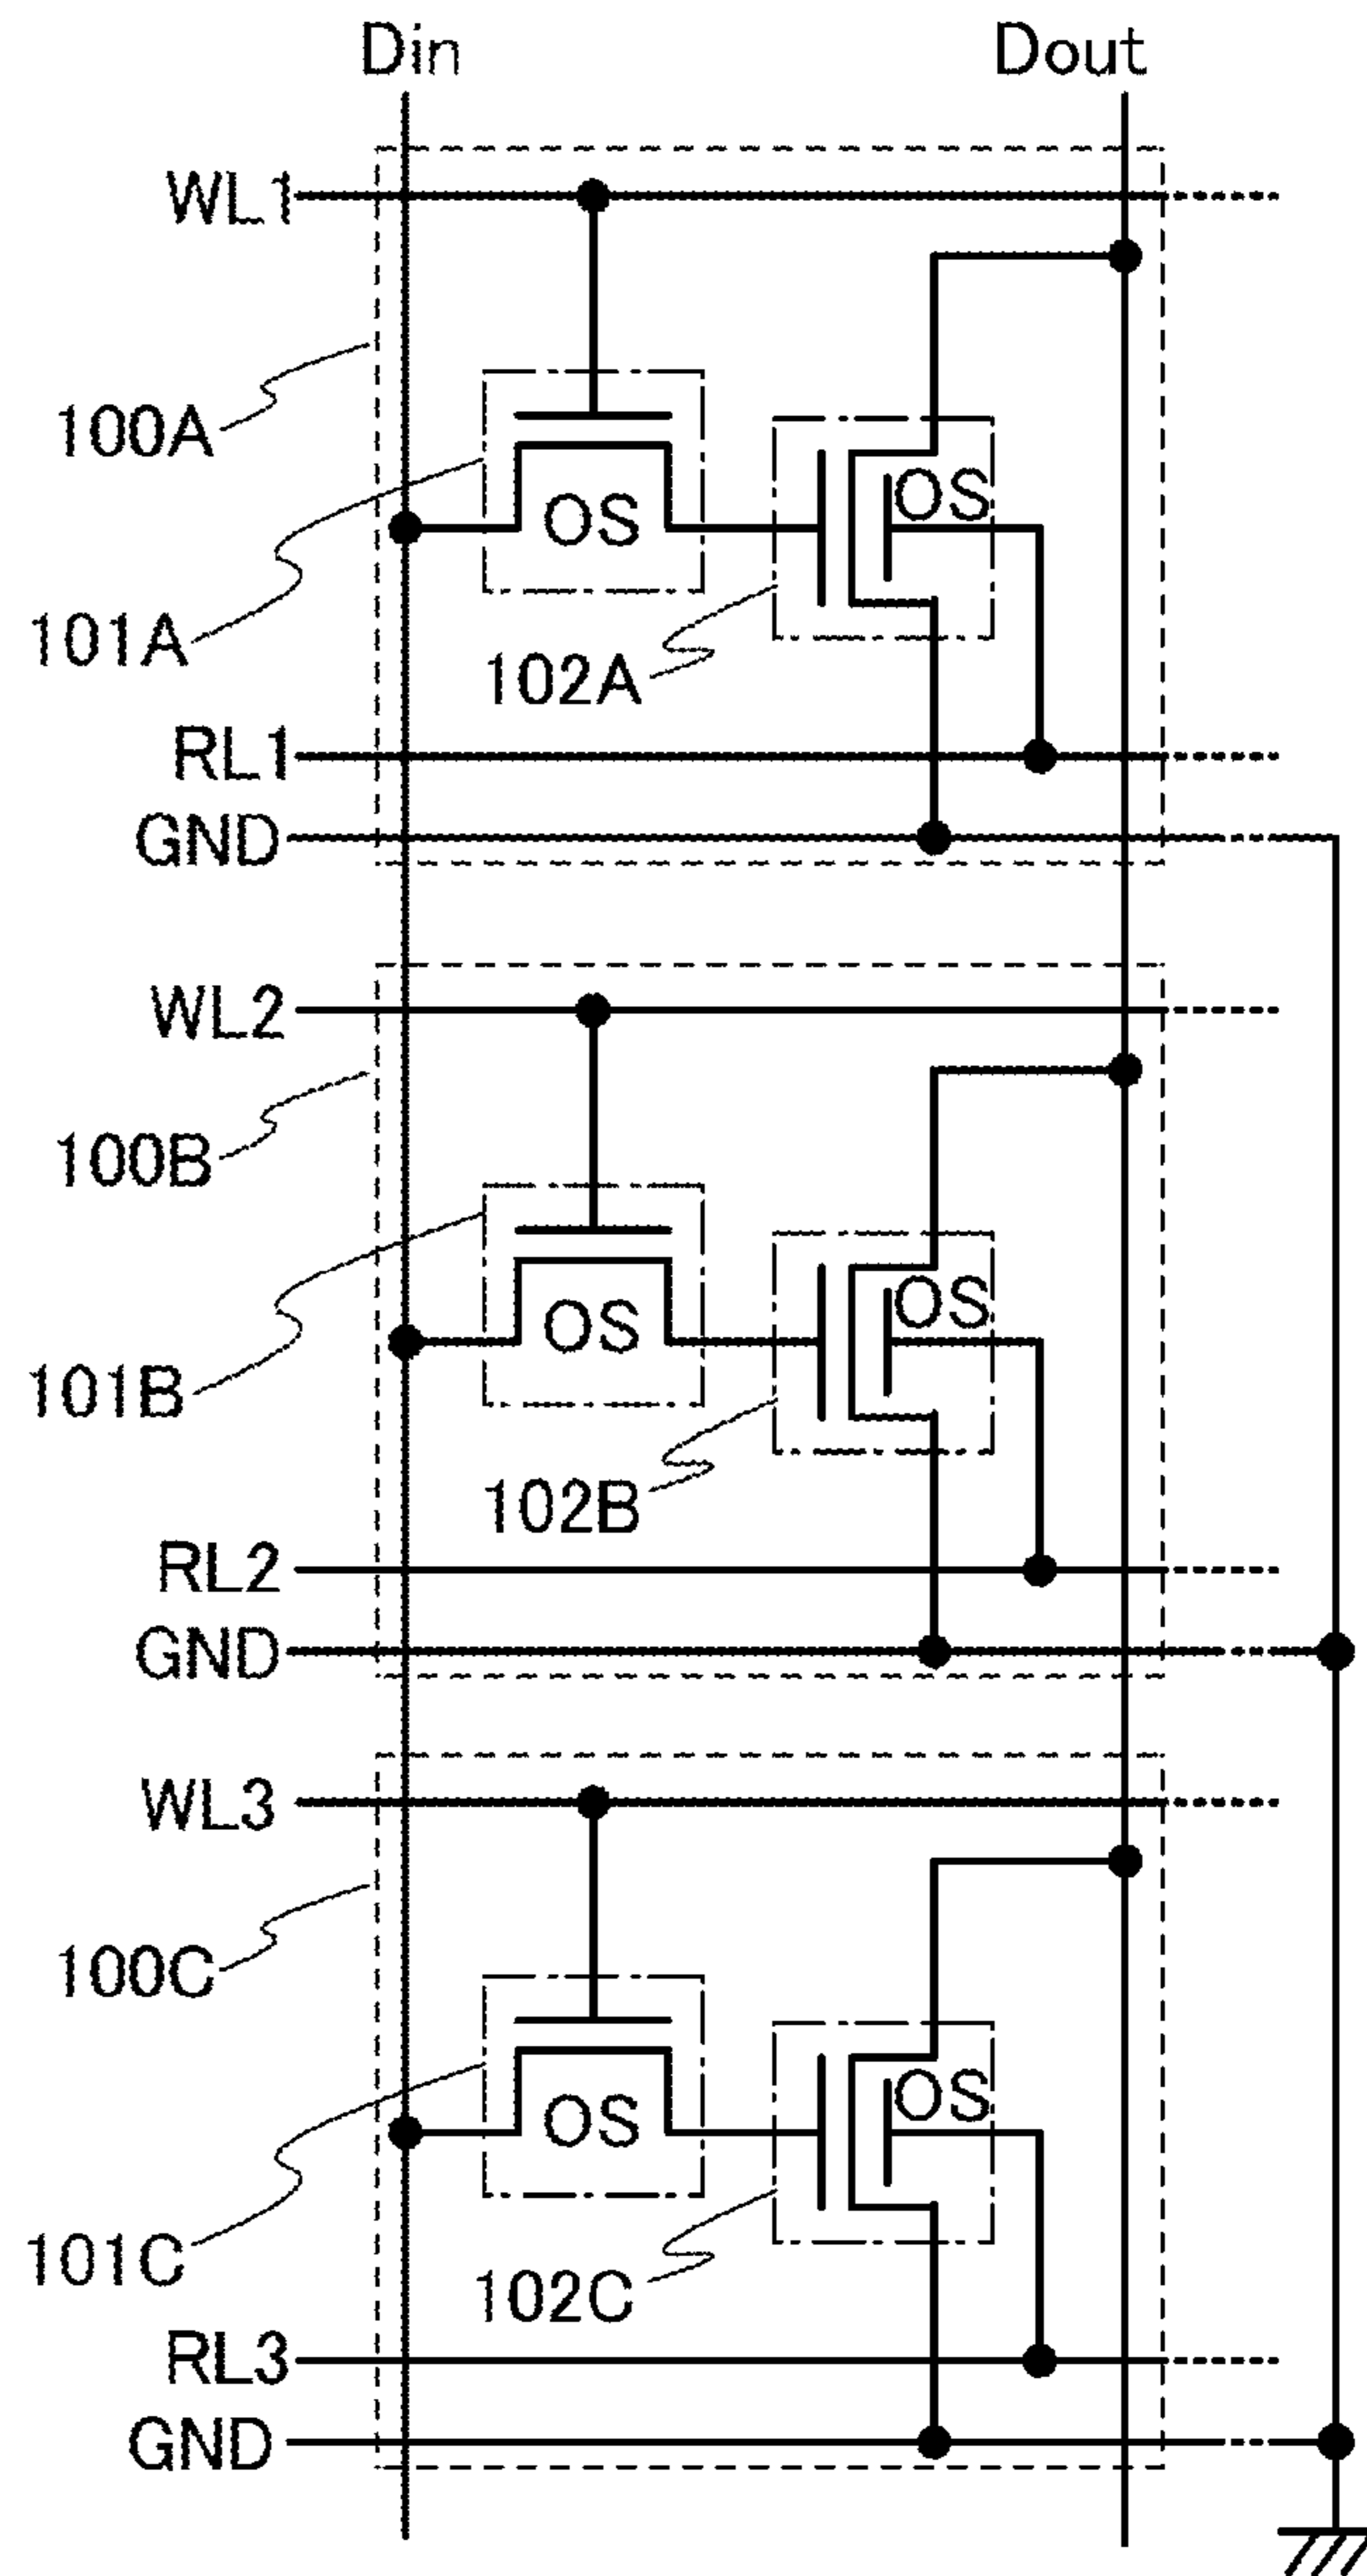 Din Dout
WL1
100A
OS
OS
101A
102A
RL1
GND
WL2
100B
OS
OS
101B
102B
RL2
GND
WL3
100C
OS
OS
101C
102C
RL3
GND